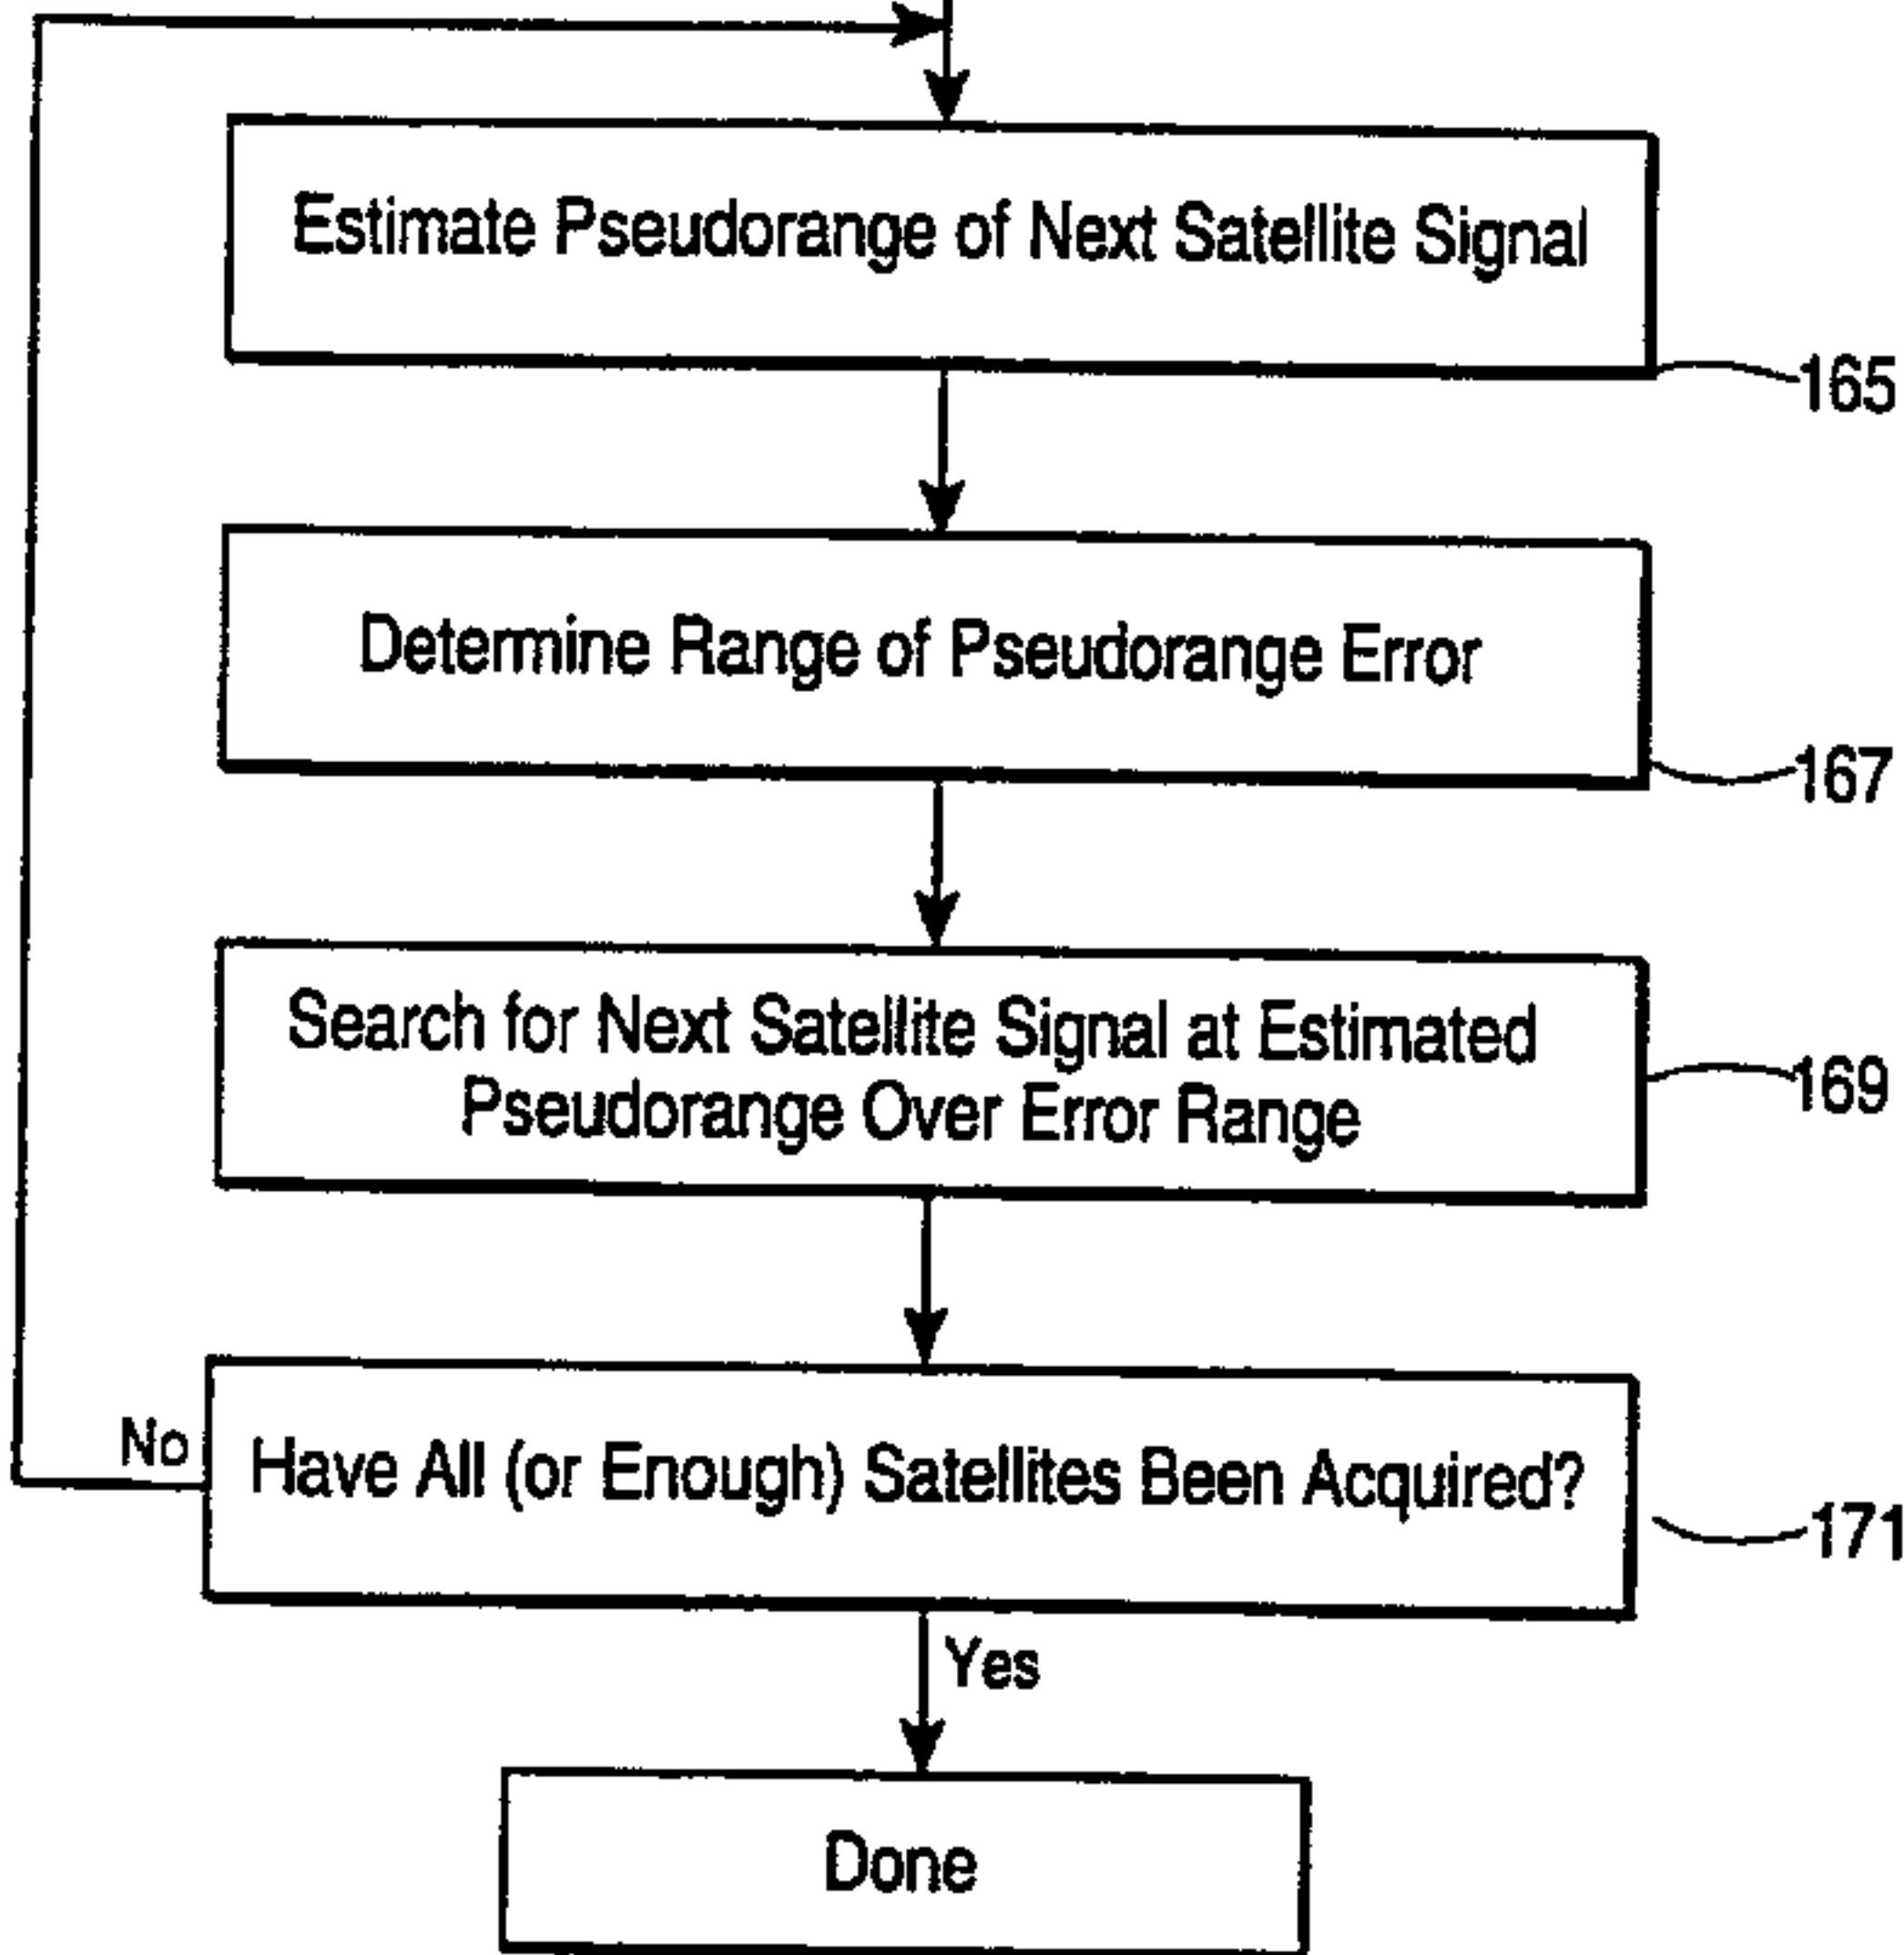 Estimate Pseudorange of Next Satellite Signal
165
Determine Range of Pseudorange Error
167
Search for Next Satellite Signal at Estimated
Pseudorange Over Error Range
169
No
Have All (or Enough) Satellites Been Acquired?
171
Yes
Done